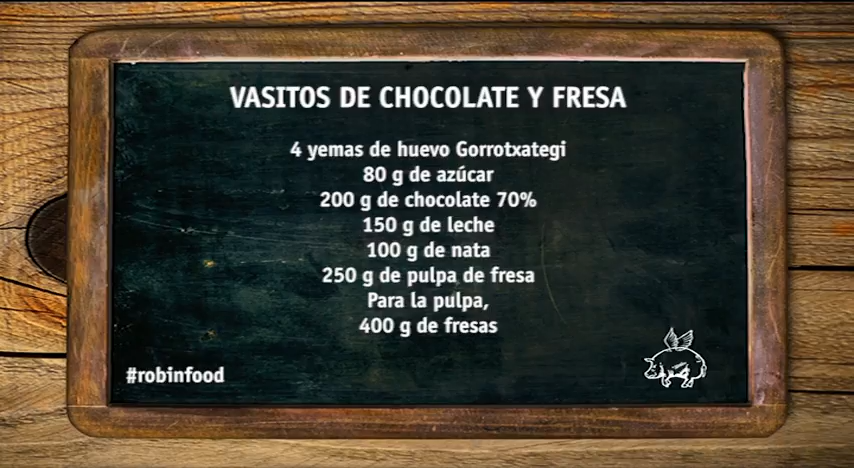 VASITOS DE CHOCOLATE Y FRESA
4 yemas de huevo Gorrotxategi
80 g de azúcar
200 g de chocolate 70%
150 g de leche
100 g de nata
250 g de pulpa de fresa
Para la pulpa,
400 g de fresas
#robinfood